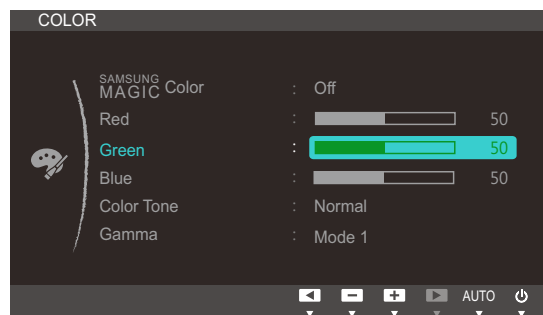 COLOR
SAMSUNG
MAGIC Color : Off
Red : 50
Green : 50
Blue : 50
Color Tone : Normal
Gamma : Mode 1
AUTO